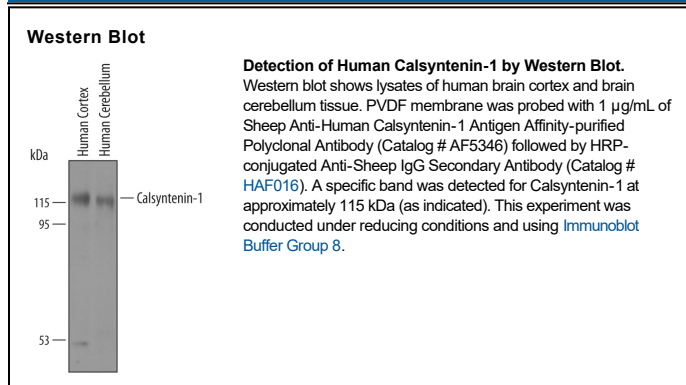 Western Blot
Human Cortex
Human Cerebellum
kDa
115
95
53
Calsyntenin-1
Detection of Human Calsyntenin-1 by Western Blot.
Western blot shows lysates of human brain cortex and brain
cerebellum tissue. PVDF membrane was probed with 1 µg/mL of
Sheep Anti-Human Calsyntenin-1 Antigen Affinity-purified
Polyclonal Antibody (Catalog # AF5346) followed by HRP-
conjugated Anti-Sheep IgG Secondary Antibody (Catalog #
HAF016). A specific band was detected for Calsyntenin-1 at
approximately 115 kDa (as indicated). This experiment was
conducted under reducing conditions and using Immunoblot
Buffer Group 8.